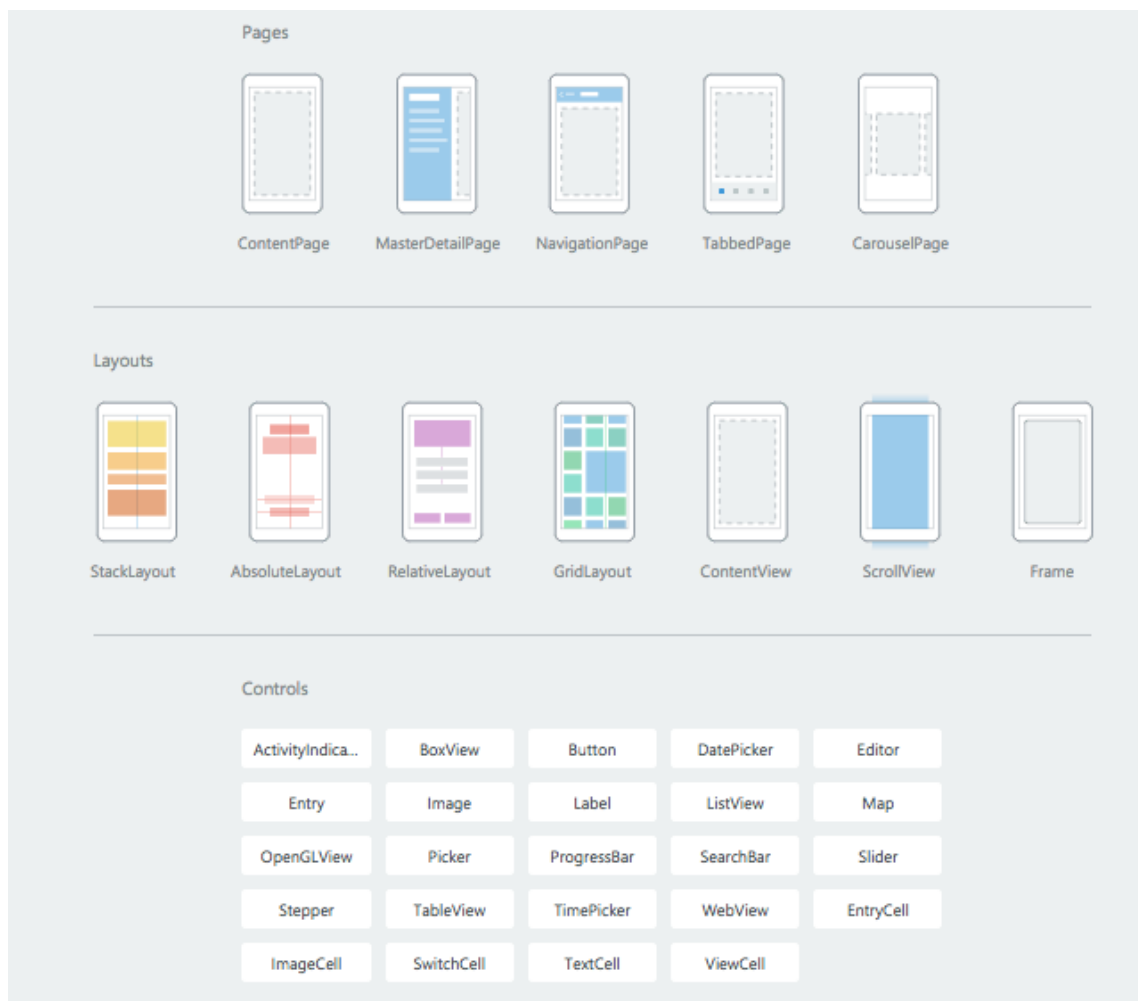 Pages
ContentPage MasterDetailPage NavigationPage TabbedPage CarouselPage
Layouts
StackLayout AbsoluteLayout RelativeLayout GridLayout ContentView ScrollView Frame
Controls
ActivityIndica... BoxView Button DatePicker Editor
Entry Image Label ListView Map
OpenGLView Picker ProgressBar SearchBar Slider
Stepper TableView TimePicker WebView EntryCell
ImageCell SwitchCell TextCell ViewCell